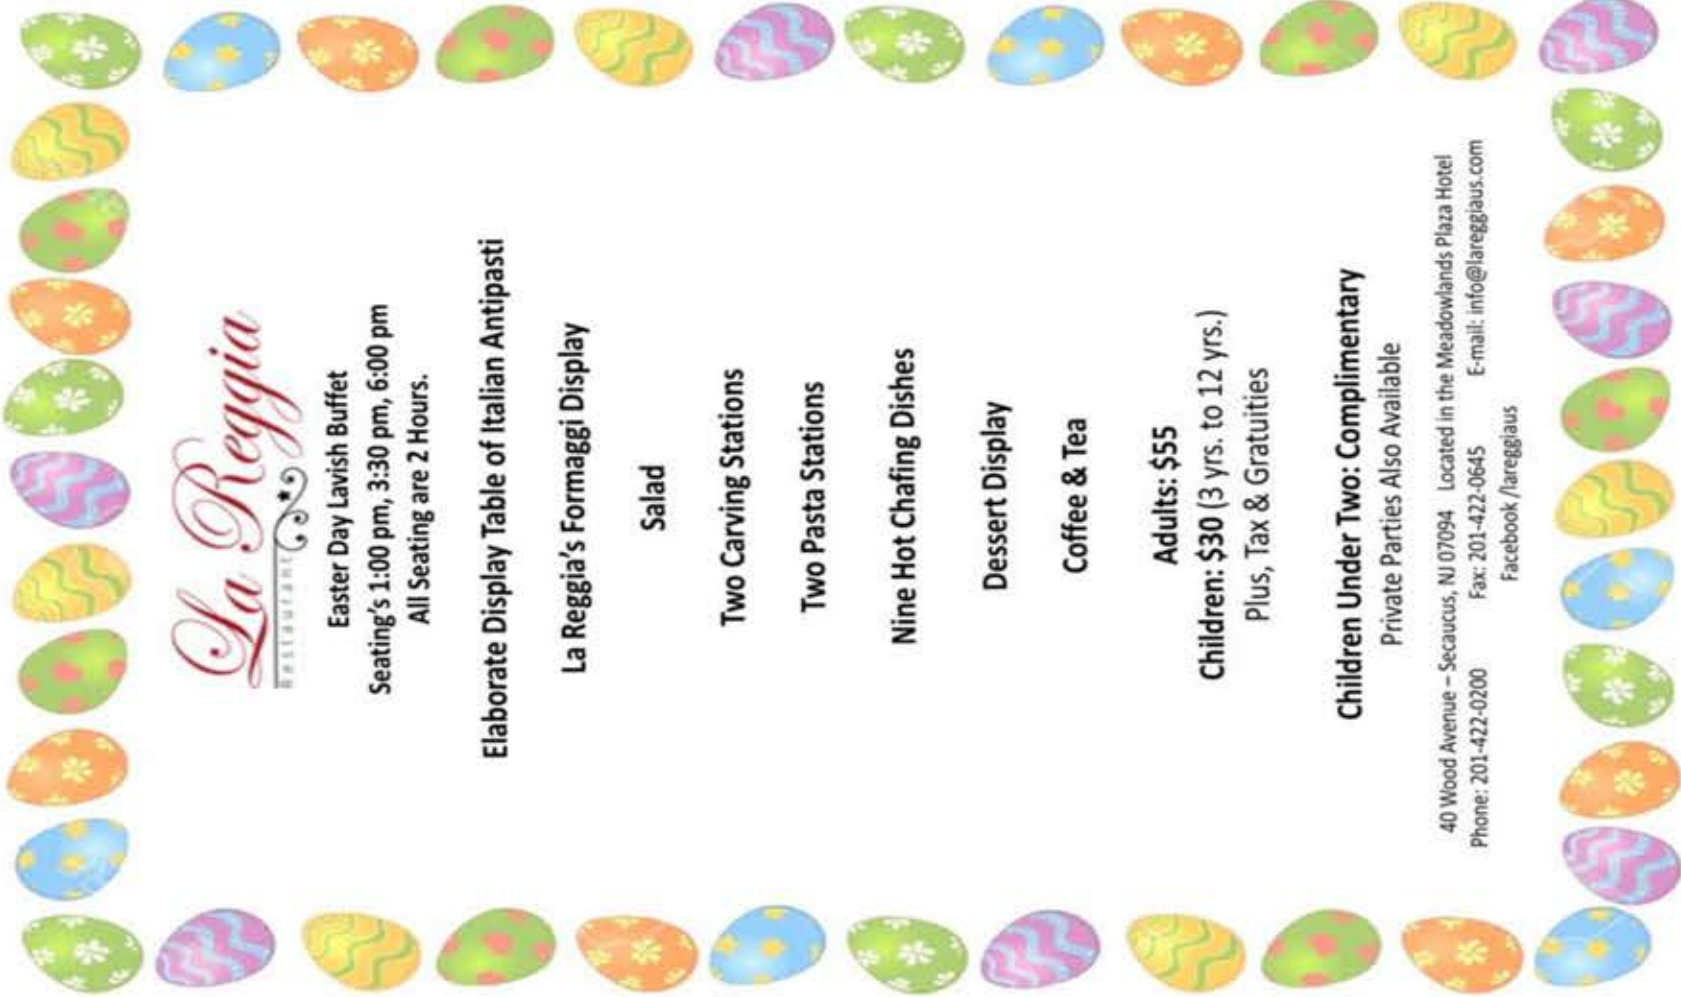 La Reggia
Restaurant
Easter Day Lavish Buffet
Seating's 1:00 pm, 3:30 pm, 6:00 pm
All Seating are 2 Hours.
Elaborate Display Table of Italian Antipasti
La Reggia's Formaggi Display
Salad
Two Carving Stations
Two Pasta Stations
Nine Hot Chafing Dishes
Dessert Display
Coffee & Tea
Adults: $55
Children: $30 (3 yrs. to 12 yrs.)
Plus, Tax & Gratuities
Children Under Two: Complimentary
Private Parties Also Available
40 Wood Avenue – Secaucus, NJ 07094 Located in the Meadowlands Plaza Hotel
Phone: 201-422-0200 Fax: 201-422-0645 E-mail: info@lareggiaus.com
Facebook /lareggiaus